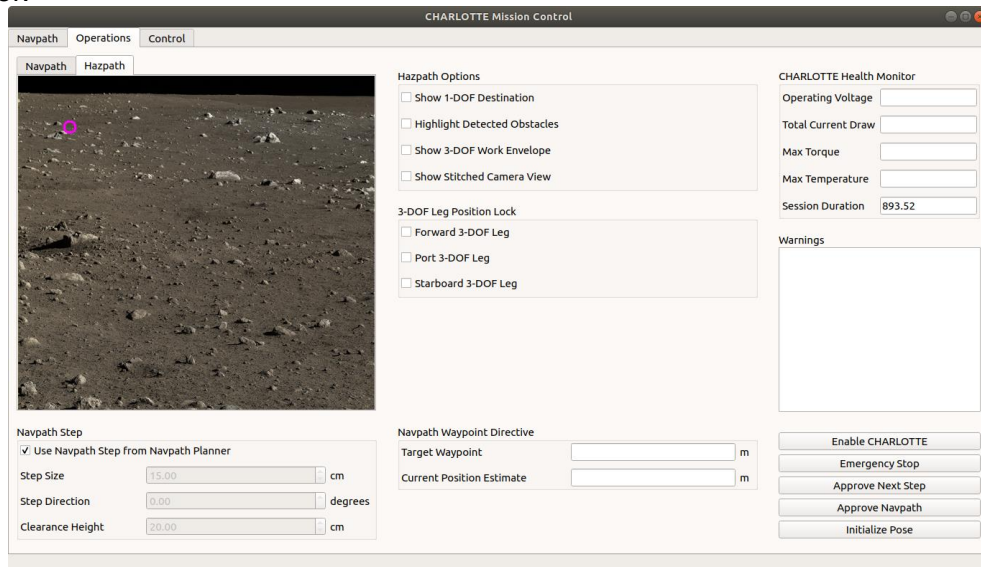 CHARLOTTE Mission Control
Navpath Operations Control
Navpath Hazpath
Hazpath Options
Show 1-DOF Destination
Highlight Detected Obstacles
Show 3-DOF Work Envelope
Show Stitched Camera View
3-DOF Leg Position Lock
Forward 3-DOF Leg
Port 3-DOF Leg
Starboard 3-DOF Leg
CHARLOTTE Health Monitor
Operating Voltage
Total Current Draw
Max Torque
Max Temperature
Session Duration 893.52
Warnings
Navpath Step
Use Navpath Step from Navpath Planner
Step Size 15.00 cm
Step Direction 0.00 degrees
Clearance Height 20.00 cm
Navpath Waypoint Directive
Target Waypoint m
Current Position Estimate m
Enable CHARLOTTE
Emergency Stop
Approve Next Step
Approve Navpath
Initialize Pose